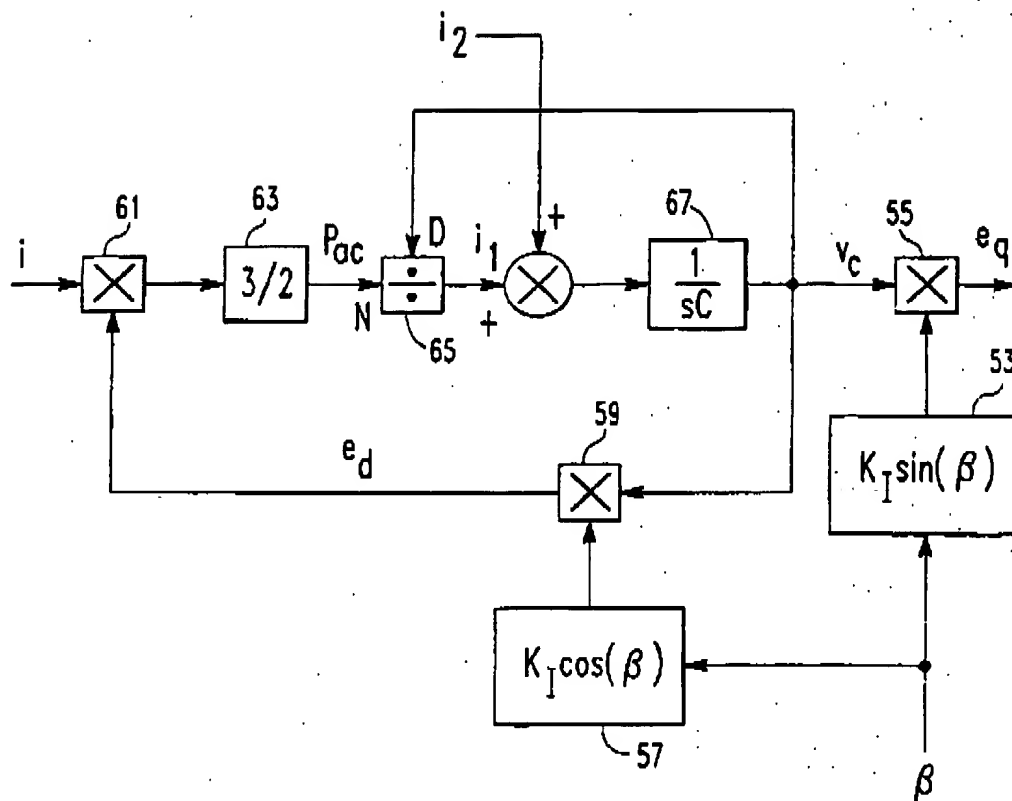 i₂
61
63
67
55
i
3/2
P_ac
D
N
i₁
+
+
1
sC
v_c
e_q
65
53
59
e_d
K_I sin(β)
K_I cos(β)
57
β